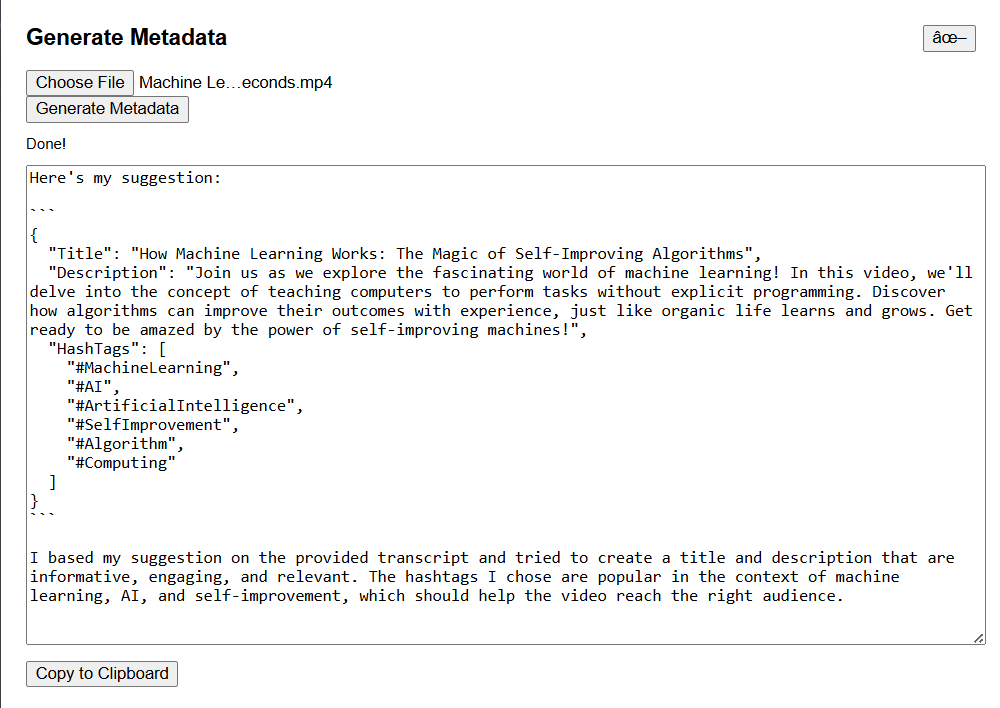 Generate Metadata
âœ–
Choose File Machine Le...econds.mp4
Generate Metadata
Done!
Here's my suggestion:
```
{
  "Title": "How Machine Learning Works: The Magic of Self-Improving Algorithms",
  "Description": "Join us as we explore the fascinating world of machine learning! In this video, we'll
delve into the concept of teaching computers to perform tasks without explicit programming. Discover
how algorithms can improve their outcomes with experience, just like organic life learns and grows. Get
ready to be amazed by the power of self-improving machines!",
  "HashTags": [
    "#MachineLearning",
    "#AI",
    "#ArtificialIntelligence",
    "#SelfImprovement",
    "#Algorithm",
    "#Computing"
  ]
}
```
I based my suggestion on the provided transcript and tried to create a title and description that are
informative, engaging, and relevant. The hashtags I chose are popular in the context of machine
learning, AI, and self-improvement, which should help the video reach the right audience.
Copy to Clipboard